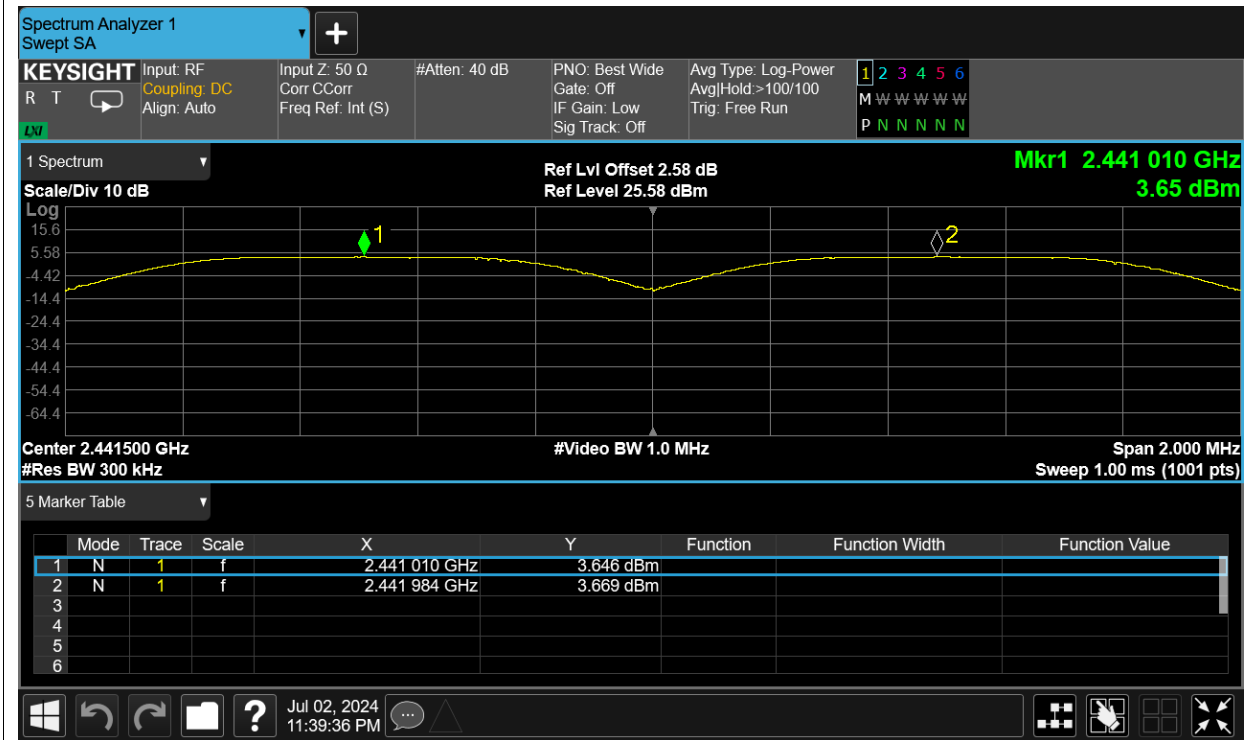 Spectrum Analyzer 1
Swept SA
KEYSIGHT
R T
LXI
Input: RF
Coupling: DC
Align: Auto
Input Z: 50 Ω
Corr CCorr
Freq Ref: Int (S)
#Atten: 40 dB
PNO: Best Wide
Gate: Off
IF Gain: Low
Sig Track: Off
Avg Type: Log-Power
Avg|Hold:>100/100
Trig: Free Run
1 2 3 4 5 6
M W W W W W
P N N N N N
1 Spectrum
Scale/Div 10 dB
Ref Lvl Offset 2.58 dB
Ref Level 25.58 dBm
Mkr1 2.441 010 GHz
3.65 dBm
Log
15.6
5.58
-4.42
-14.4
-24.4
-34.4
-44.4
-54.4
-64.4
1
2
Center 2.441500 GHz #Video BW 1.0 MHz Span 2.000 MHz
#Res BW 300 kHz Sweep 1.00 ms (1001 pts)
5 Marker Table
Mode Trace Scale X Y Function Function Width Function Value
1 N 1 f 2.441 010 GHz 3.646 dBm
2 N 1 f 2.441 984 GHz 3.669 dBm
3
4
5
6
?
Jul 02, 2024
11:39:36 PM